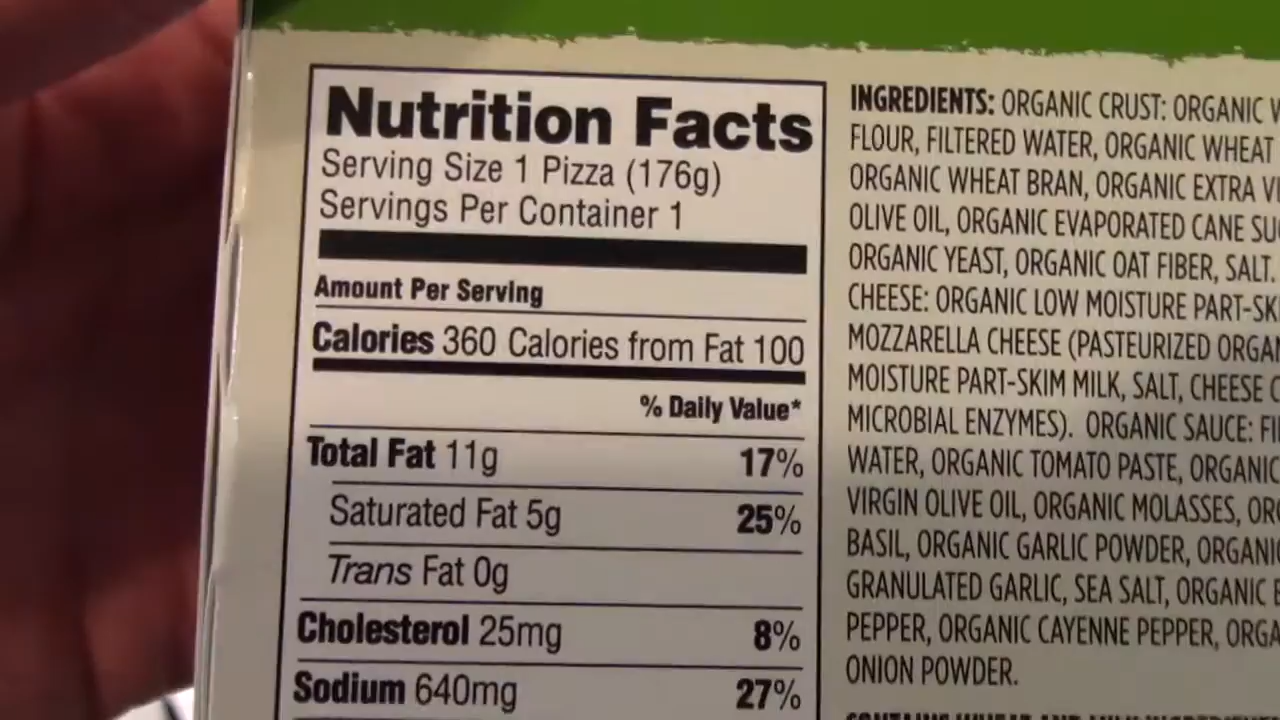 Nutrition Facts
Serving Size 1 Pizza (176g)
Servings Per Container 1
Amount Per Serving
Calories 360 Calories from Fat 100
% Daily Value*
Total Fat 11g 17%
Saturated Fat 5g 25%
Trans Fat 0g
Cholesterol 25mg 8%
Sodium 640mg 27%
INGREDIENTS: ORGANIC CRUST: ORGANIC
FLOUR, FILTERED WATER, ORGANIC WHEAT
ORGANIC WHEAT BRAN, ORGANIC EXTRA
OLIVE OIL, ORGANIC EVAPORATED CANE
ORGANIC YEAST, ORGANIC OAT FIBER, SALT.
CHEESE: ORGANIC LOW MOISTURE PART-SK
MOZZARELLA CHEESE (PASTEURIZED ORGAN
MOISTURE PART-SKIM MILK, SALT, CHEESE
MICROBIAL ENZYMES). ORGANIC SAUCE:
WATER, ORGANIC TOMATO PASTE, ORGANIC
VIRGIN OLIVE OIL, ORGANIC MOLASSES,
BASIL, ORGANIC GARLIC POWDER, ORGANIC
GRANULATED GARLIC, SEA SALT, ORGANIC
PEPPER, ORGANIC CAYENNE PEPPER, ORGA
ONION POWDER.